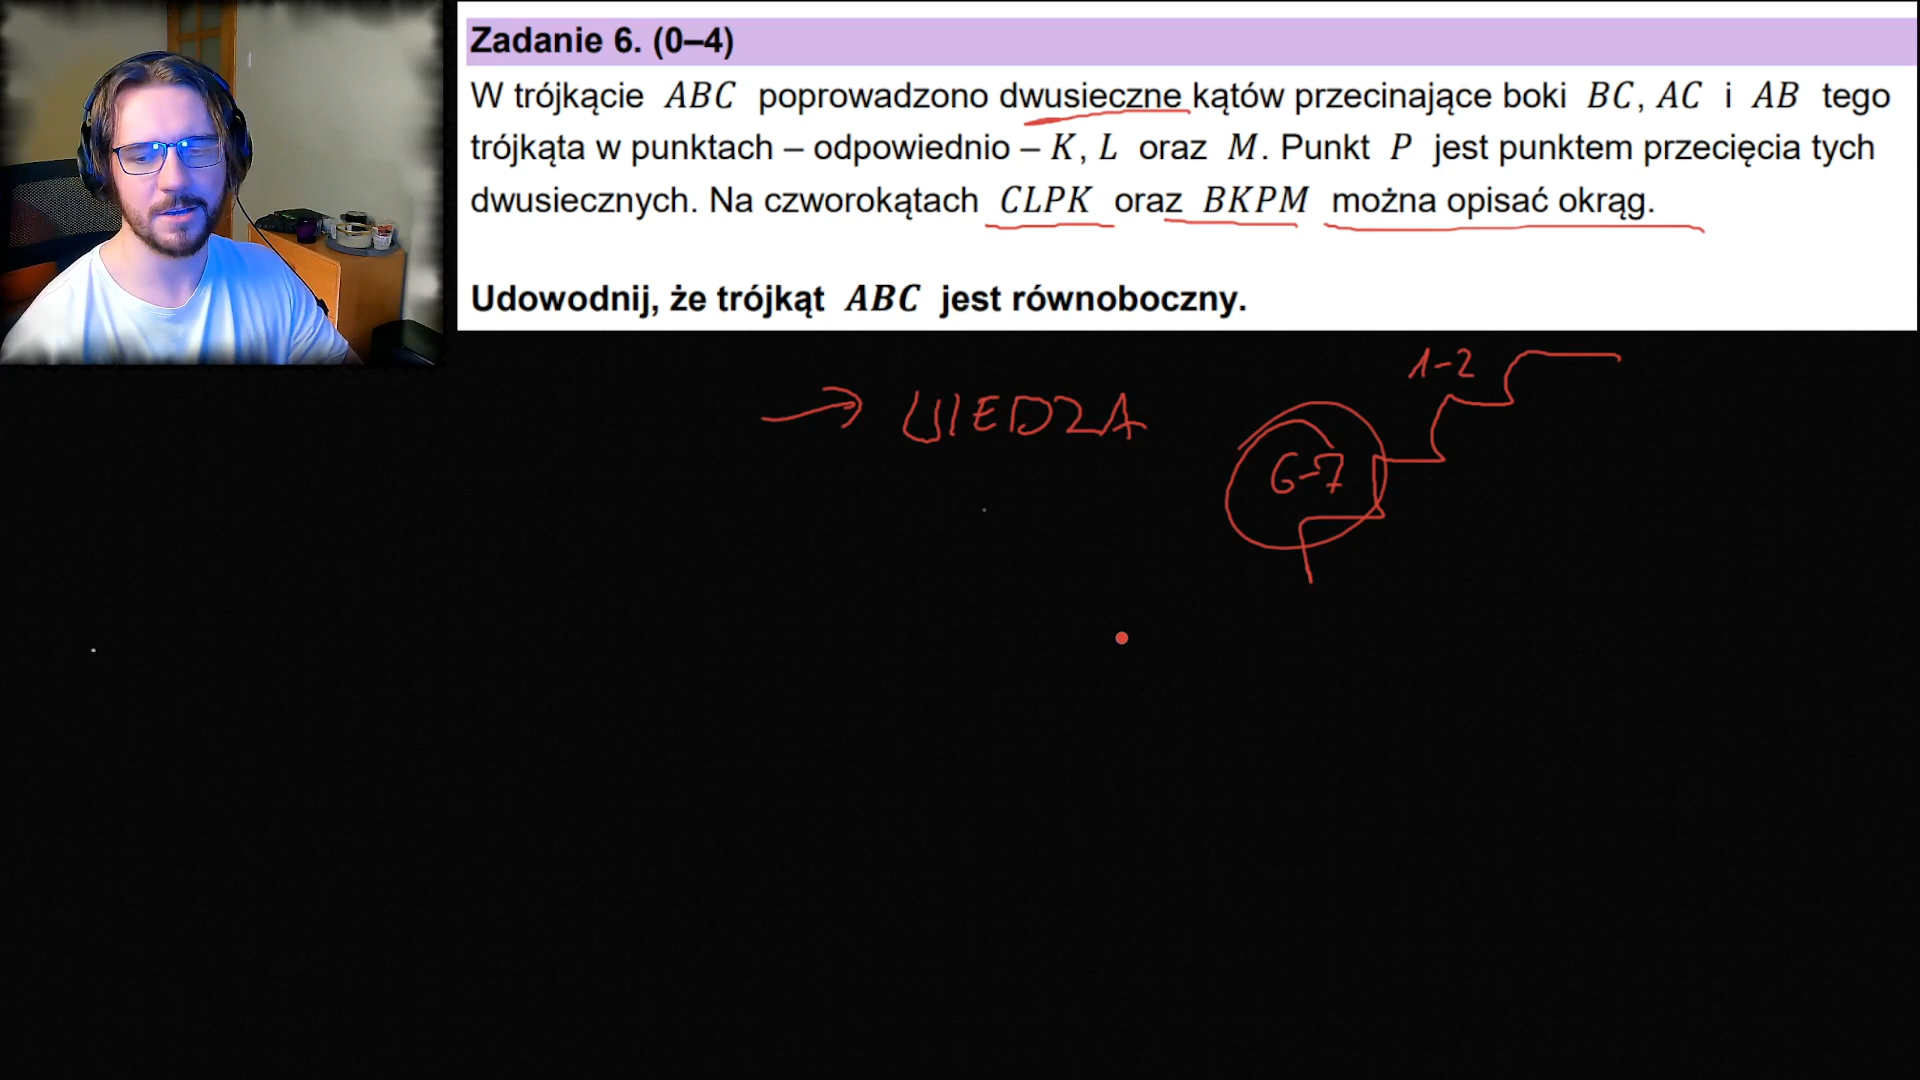 Zadanie 6. (0–4)
W trójkącie ABC poprowadzono dwusieczne kątów przecinające boki BC, AC i AB tego
trójkąta w punktach – odpowiednio – K, L oraz M. Punkt P jest punktem przecięcia tych
dwusiecznych. Na czworokątach CLPK oraz BKPM można opisać okrąg.
Udowodnij, że trójkąt ABC jest równoboczny.
1-2
→ WIEDZA
6-7